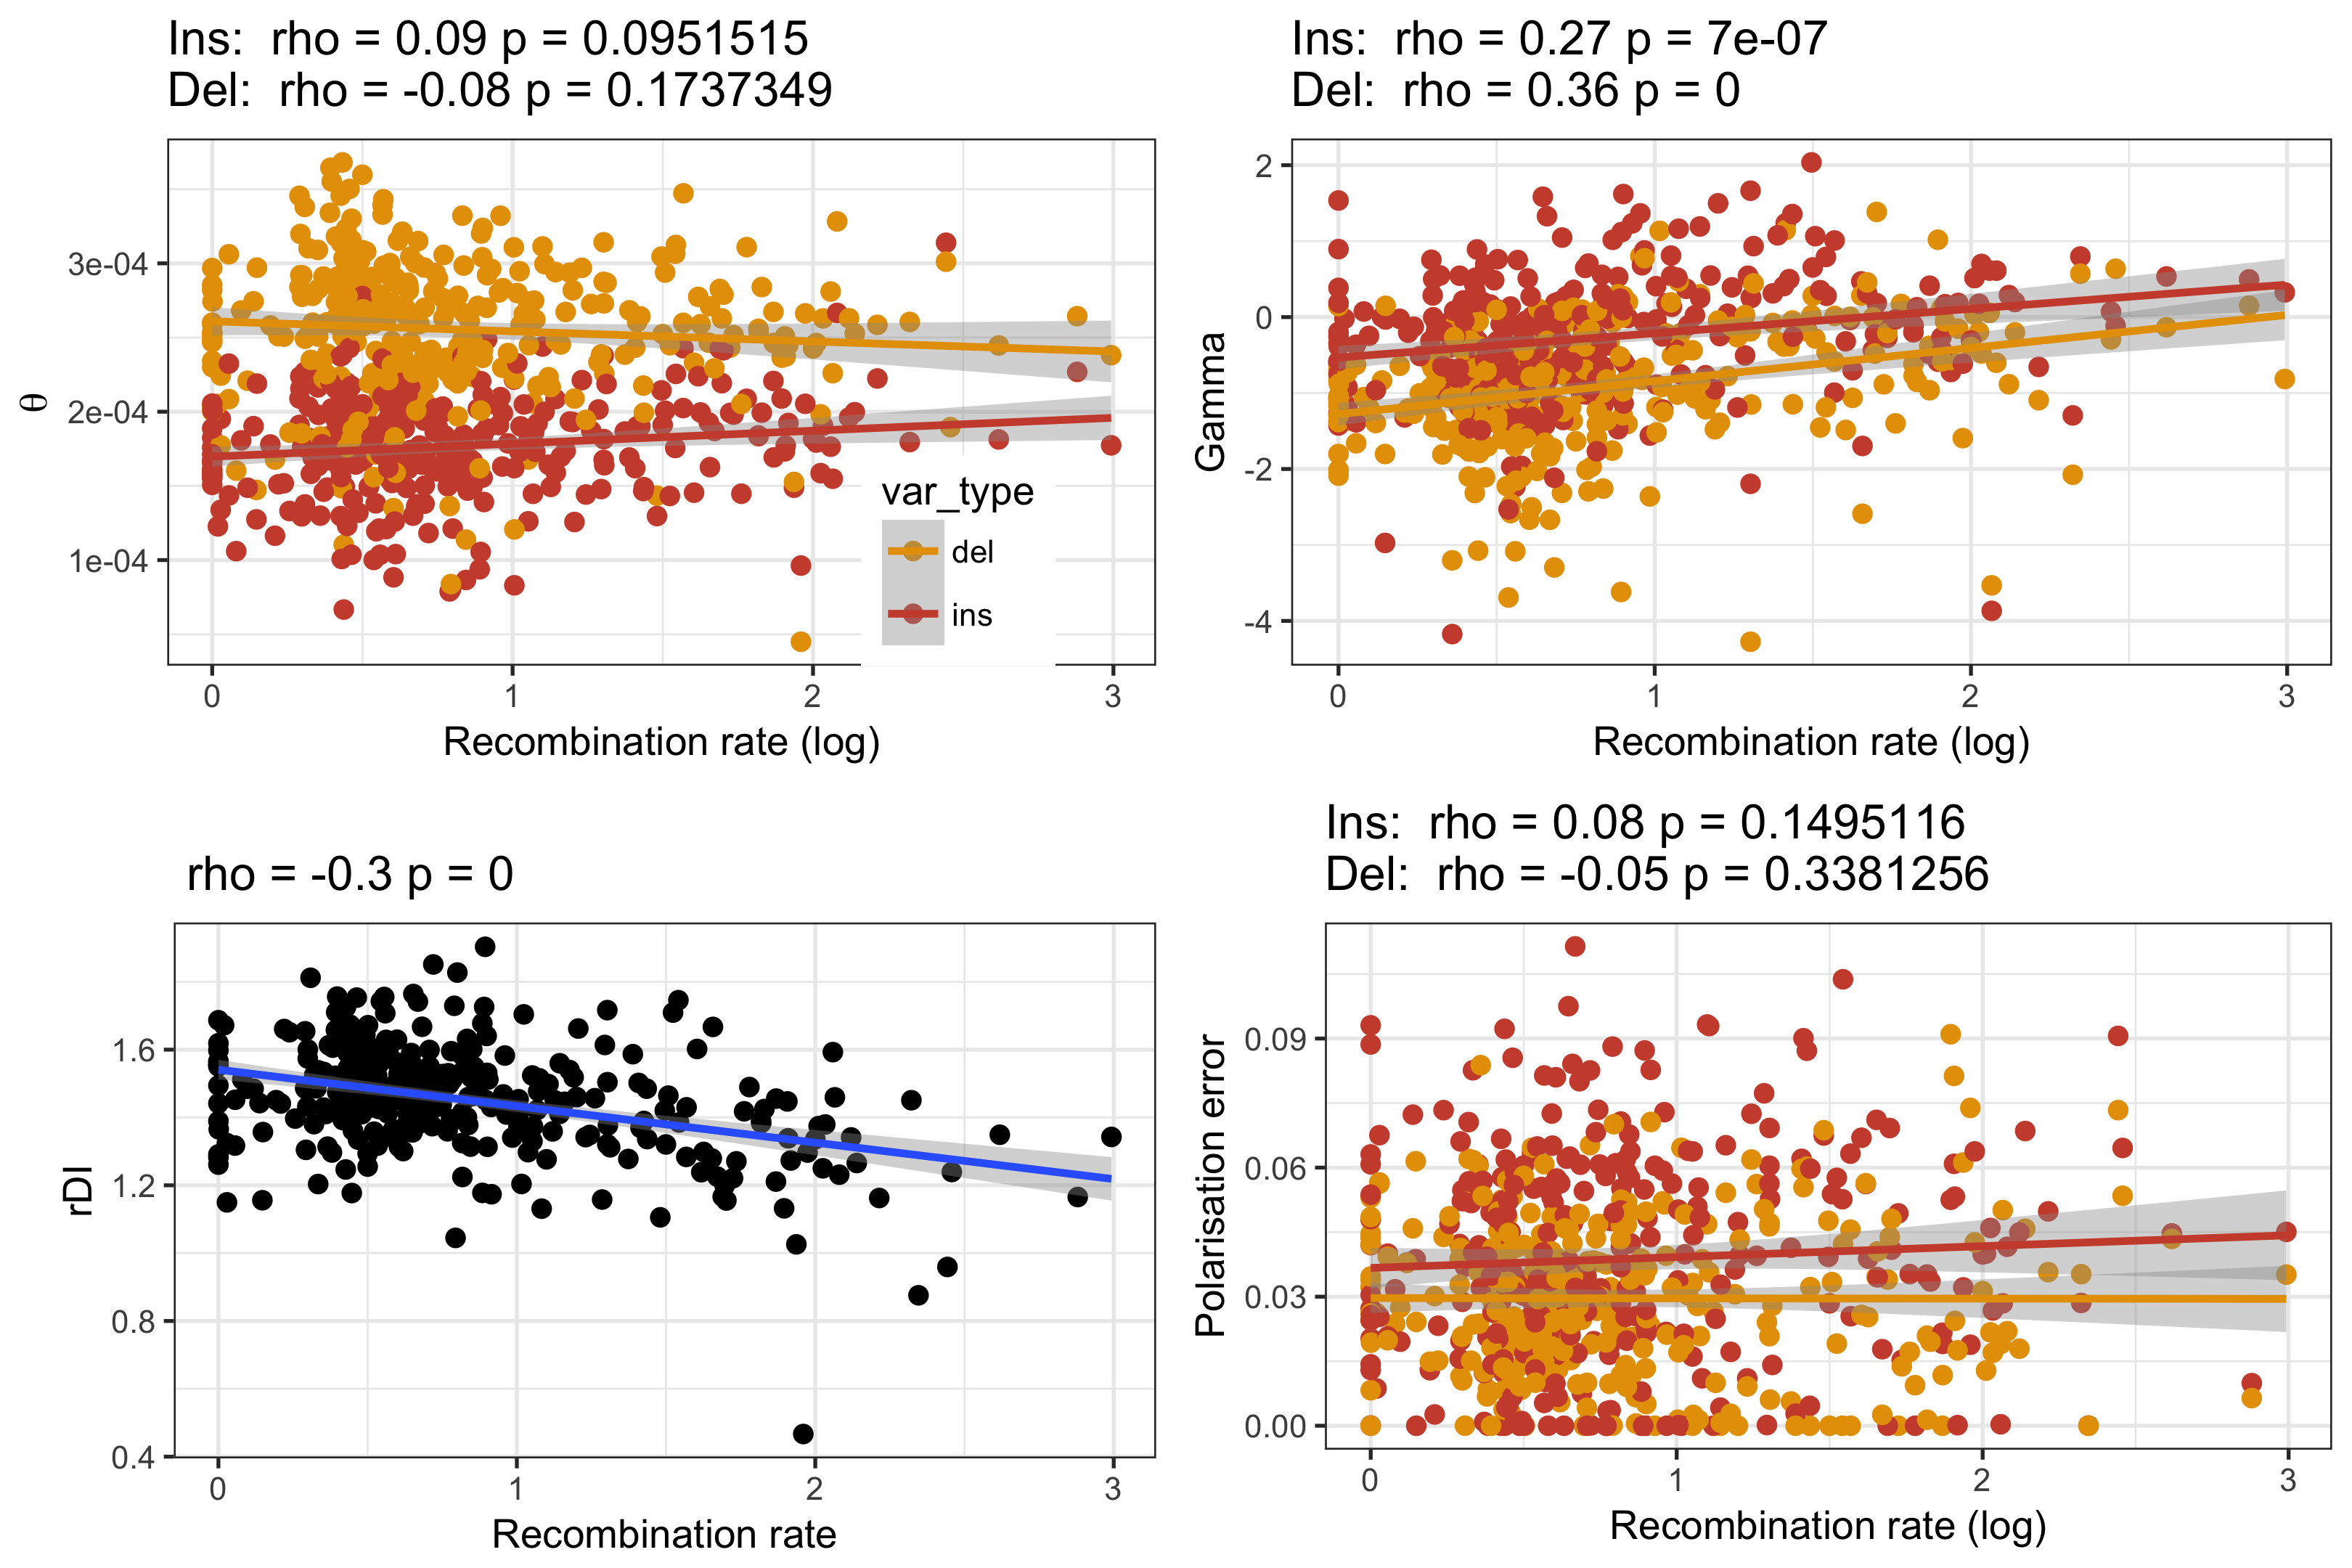 Ins:  rho = 0.09 p = 0.0951515
Del:  rho = -0.08 p = 0.1737349
3e-04
2e-04
1e-04
θ
var_type
del
ins
0 1 2 3
Recombination rate (log)
Ins:  rho = 0.27 p = 7e-07
Del:  rho = 0.36 p = 0
2
0
-2
-4
Gamma
0 1 2 3
Recombination rate (log)
rho = -0.3 p = 0
1.6
1.2
0.8
0.4
rDI
0 1 2 3
Recombination rate
Ins:  rho = 0.08 p = 0.1495116
Del:  rho = -0.05 p = 0.3381256
0.09
0.06
0.03
0.00
Polarisation error
0 1 2 3
Recombination rate (log)